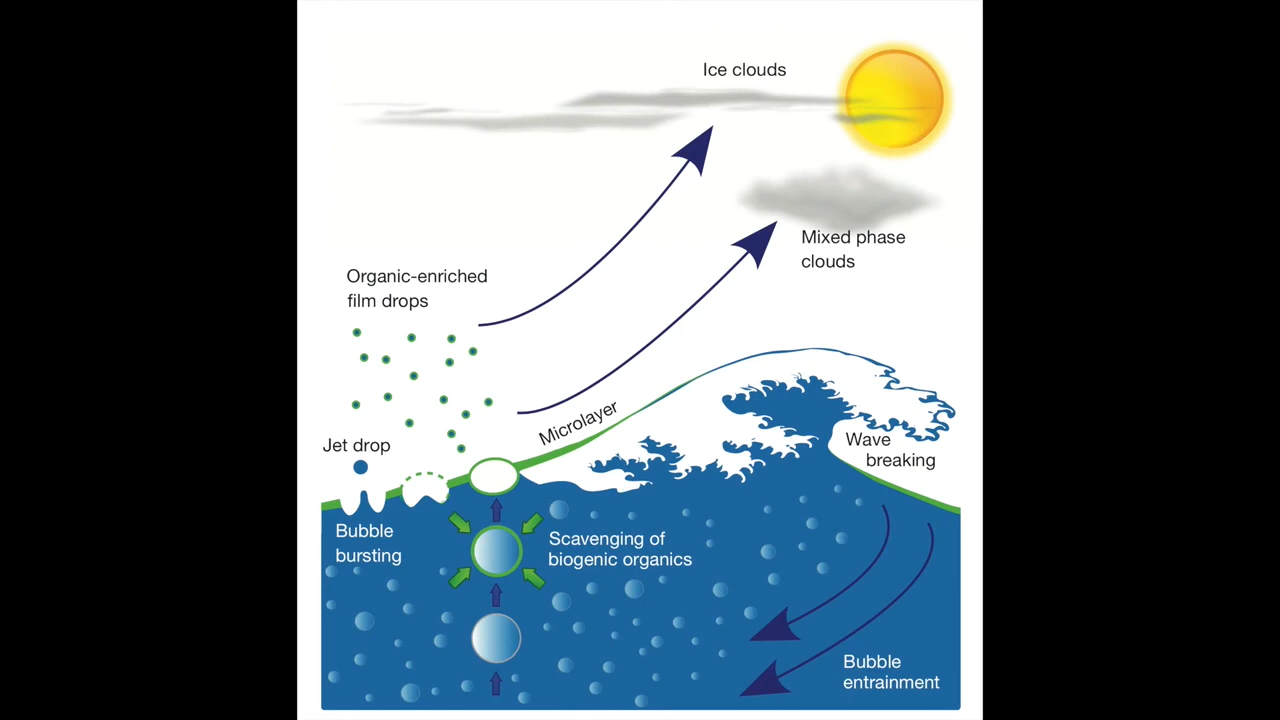 Ice clouds
Mixed phase
clouds
Organic-enriched
film drops
Microlayer
Jet drop
Wave
breaking
Bubble
bursting
Scavenging of
biogenic organics
Bubble
entrainment